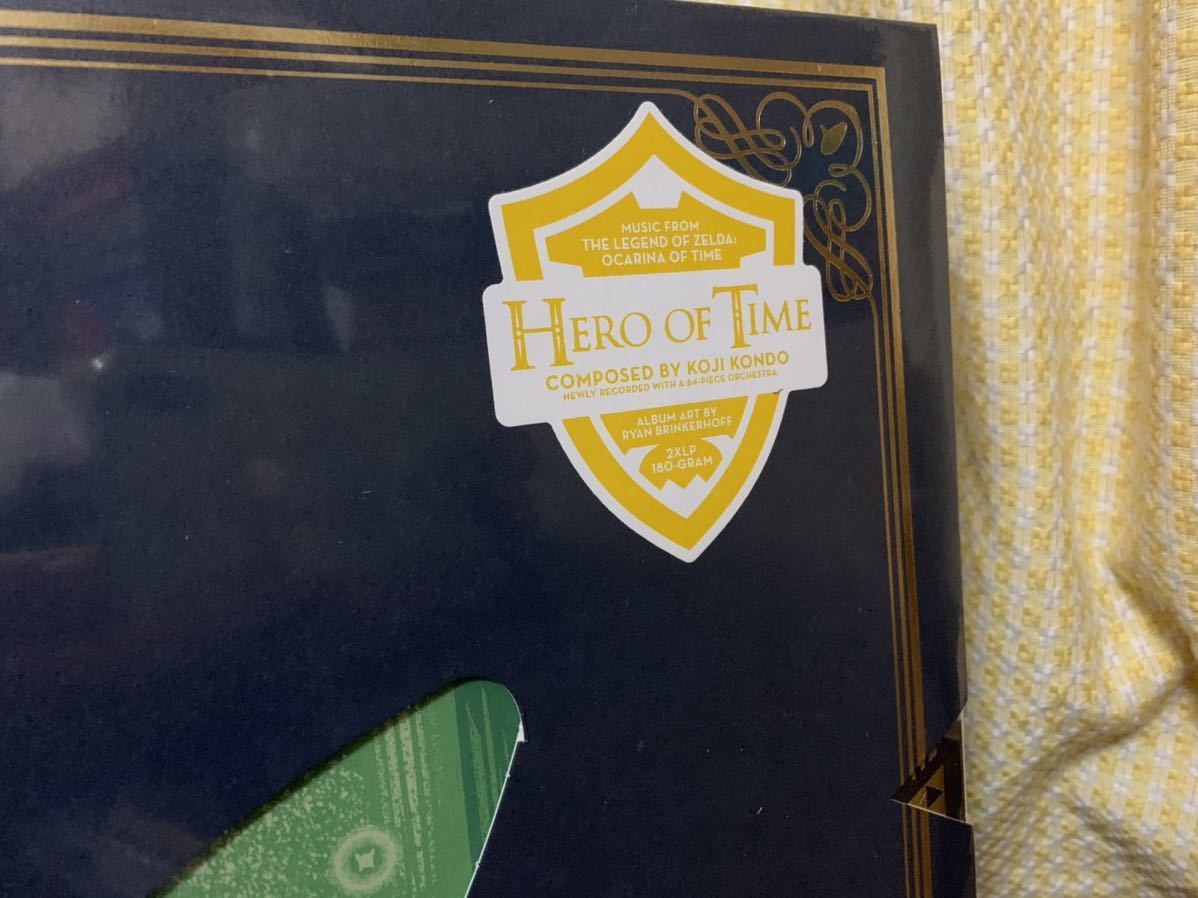 MUSIC FROM
THE LEGEND OF ZELDA:
OCARINA OF TIME
HERO OF TIME
COMPOSED BY KOJI KONDO
NEWLY RECORDED WITH A 64-PIECE ORCHESTRA
ALBUM ART BY
RYAN BRINKERHOFF
2XLP
180-GRAM